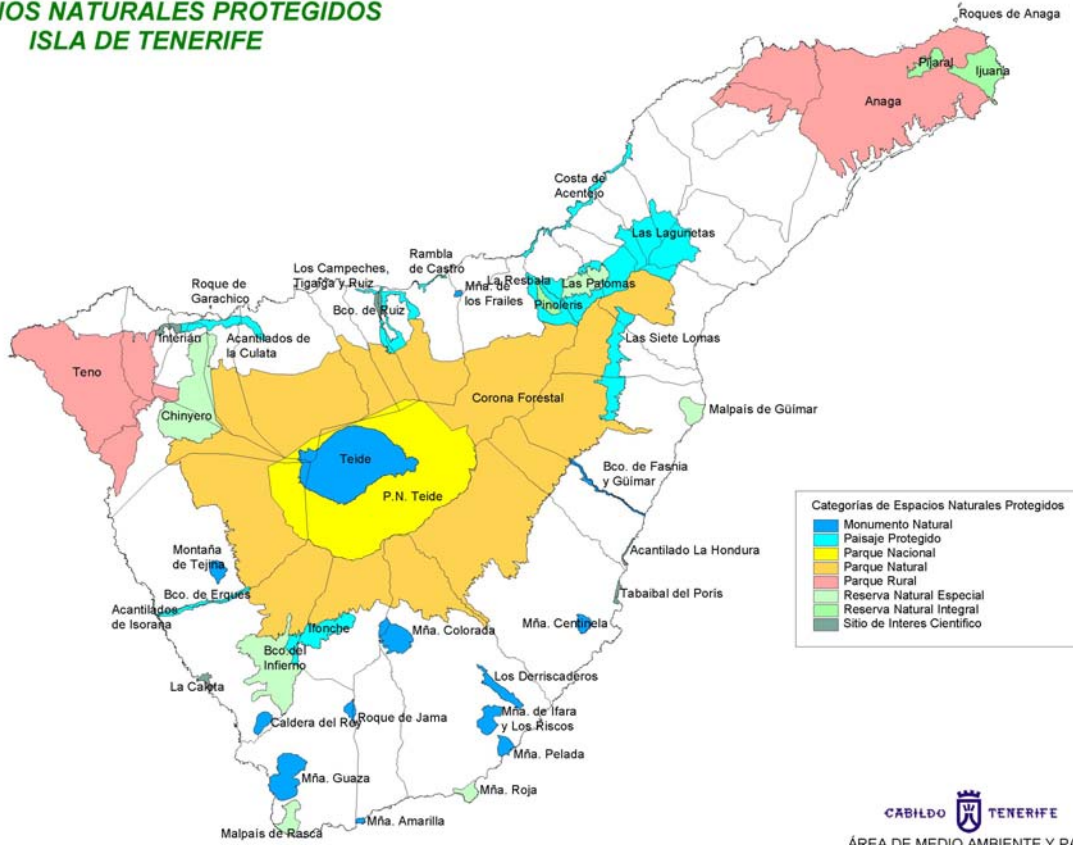 IOS NATURALES PROTEGIDOS
ISLA DE TENERIFE
Roques de Anaga
Pijaral
Ijuana
Anaga
Costa de
Acentejo
Las Lagunetas
Rambla
de Castro
Los Campeches,
Tigaiga y Ruiz
La Resbala
Las Palomas
Mña. de
los Frailes
Pinoleris
Roque de
Garachico
Bco. de Ruiz
Interián
Acantilados de
la Culata
Las Siete Lomas
Teno
Corona Forestal
Chinyero
Malpaís de Güímar
Teide
P.N. Teide
Bco. de Fasnia
y Güímar
Categorías de Espacios Naturales Protegidos
Monumento Natural
Paisaje Protegido
Parque Nacional
Parque Natural
Parque Rural
Reserva Natural Especial
Reserva Natural Integral
Sitio de Interes Cientifico
Montaña
de Tejina
Acantilado La Hondura
Bco. de Erques
Tabaibal del Poris
Acantilados
de Isorana
Ifonche
Mña. Colorada
Mña. Centinela
Bco. del
Infierno
La Caleta
Los Derriscaderos
Caldera del Rey
Roque de Jama
Mña. de Ifara
y Los Riscos
Mña. Pelada
Mña. Guaza
Mña. Roja
Malpaís de Rasca
Mña. Amarilla
CABILDO TENERIFE
ÁREA DE MEDIO AMBIENTE Y PA